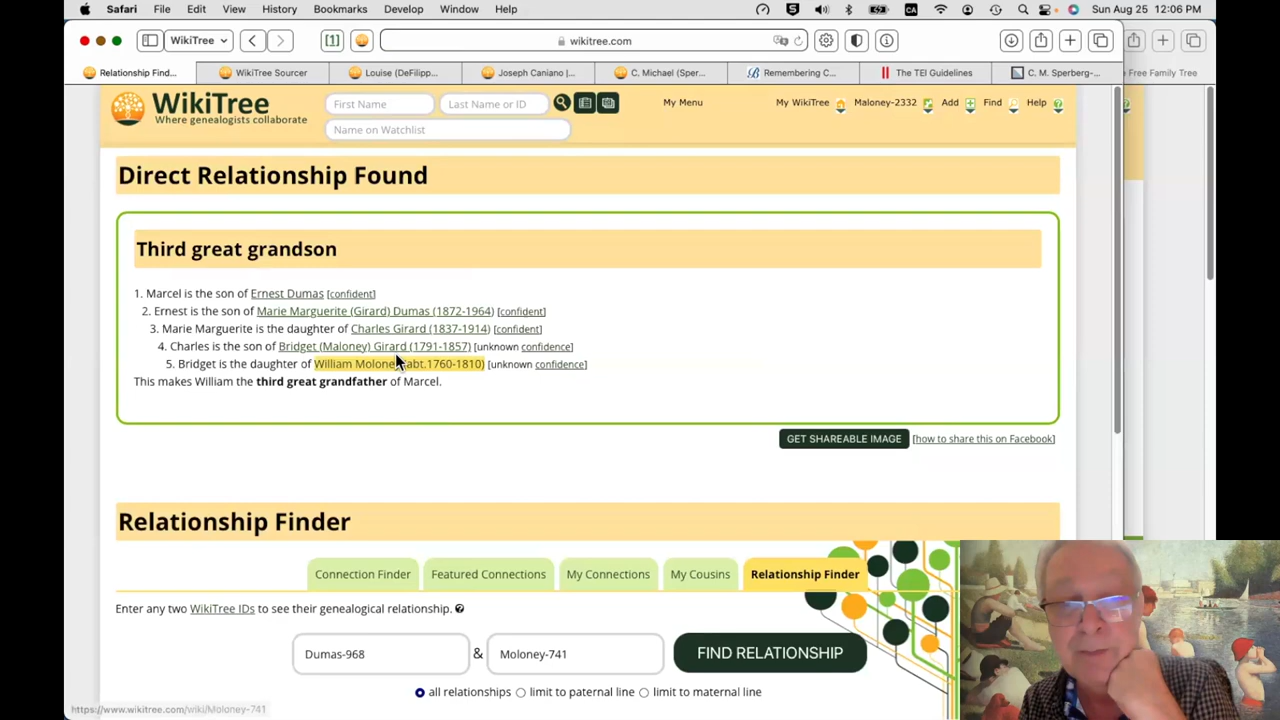 Safari File Edit View History Bookmarks Develop Window Help CA Sun Aug 25 12:06 PM
WikiTree [1] wikitree.com
Relationship Find... WikiTree Sourcer Louise (DeFilipp... Joseph Caniano |... C. Michael (Sper... Remembering C... The TEI Guidelines C. M. Sperberg-... Free Family Tree
WikiTree
Where genealogists collaborate
First Name Last Name or ID My Menu My WikiTree Maloney-2332 Add Find Help
Name on Watchlist
Direct Relationship Found
Third great grandson
1. Marcel is the son of Ernest Dumas [confident]
2. Ernest is the son of Marie Marguerite (Girard) Dumas (1872-1964) [confident]
3. Marie Marguerite is the daughter of Charles Girard (1837-1914) [confident]
4. Charles is the son of Bridget (Maloney) Girard (1791-1857) [unknown confidence]
5. Bridget is the daughter of William Moloney (abt.1760-1810) [unknown confidence]
This makes William the third great grandfather of Marcel.
GET SHAREABLE IMAGE [how to share this on Facebook]
Relationship Finder
Connection Finder Featured Connections My Connections My Cousins Relationship Finder
Enter any two WikiTree IDs to see their genealogical relationship.
Dumas-968 & Moloney-741 FIND RELATIONSHIP
all relationships limit to paternal line limit to maternal line
https://www.wikitree.com/wiki/Moloney-741